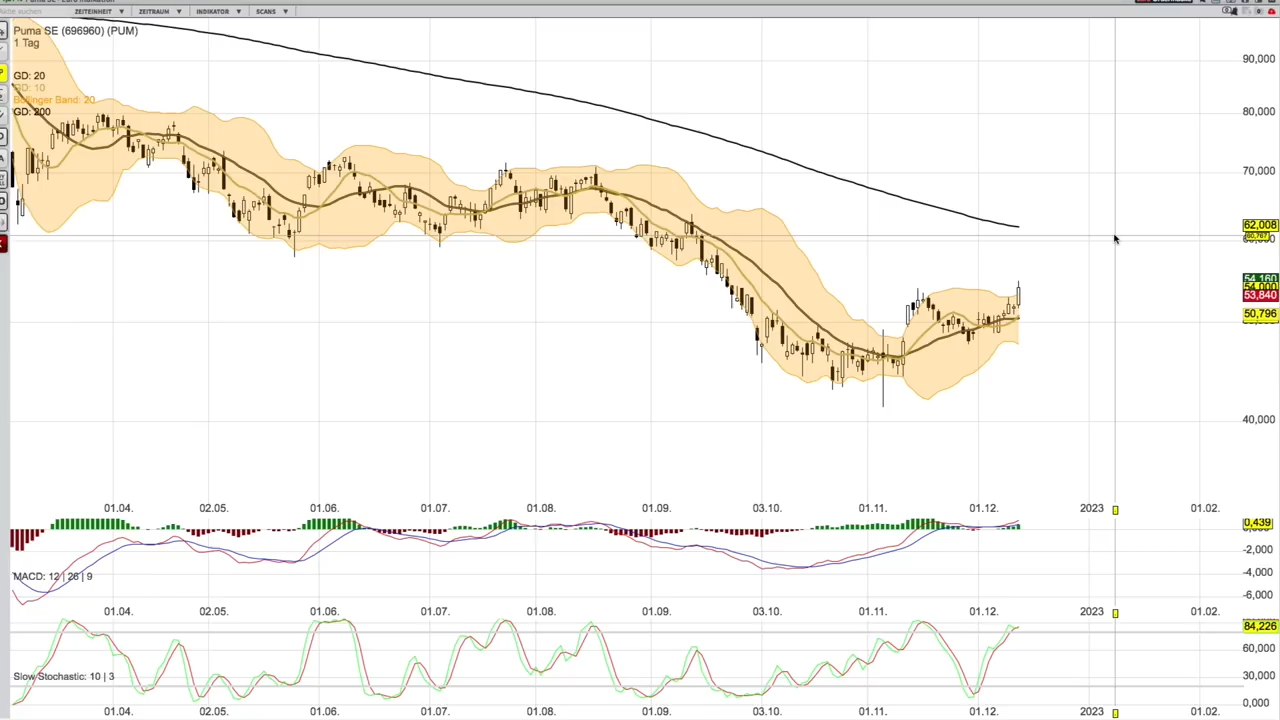 ZEITEINHEIT ▼ ZEITRAUM ▼ INDIKATOR ▼ SCANS ▼
Puma SE (696960) (PUM)
1 Tag
GD: 20
GD: 10
Bollinger Band: 20
GD: 200
90,000
80,000
70,000
62,008
54,160
54,000
53,840
50,796
40,000
01.04. 02.05. 01.06. 01.07. 01.08. 01.09. 03.10. 01.11. 01.12. 2023 01.02.
0,439
-2,000
-4,000
MACD: 12 | 26 | 9
-6,000
01.04. 02.05. 01.06. 01.07. 01.08. 01.09. 03.10. 01.11. 01.12. 2023 01.02.
84,226
60,000
Slow Stochastic: 10 | 3
30,000
0,000
01.04. 02.05. 01.06. 01.07. 01.08. 01.09. 03.10. 01.11. 01.12. 2023 01.02.